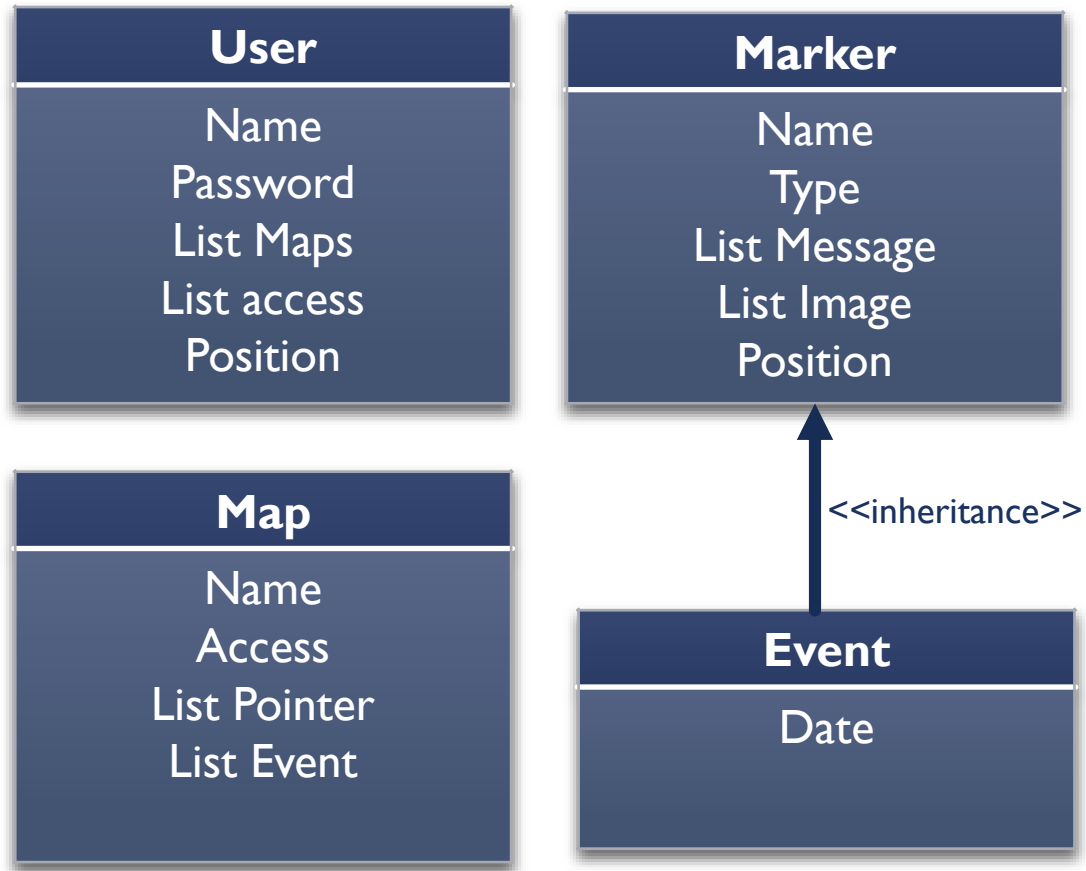 User
Name
Password
List Maps
List access
Position
Marker
Name
Type
List Message
List Image
Position
Map
Name
Access
List Pointer
List Event
<<inheritance>>
Event
Date